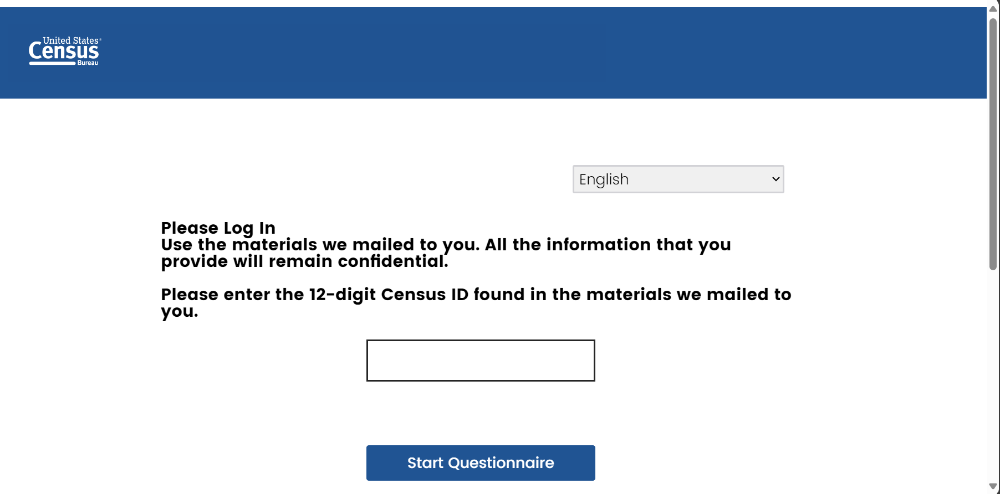 United States®
Census
Bureau
English
Please Log In
Use the materials we mailed to you. All the information that you
provide will remain confidential.
Please enter the 12-digit Census ID found in the materials we mailed to
you.
Start Questionnaire